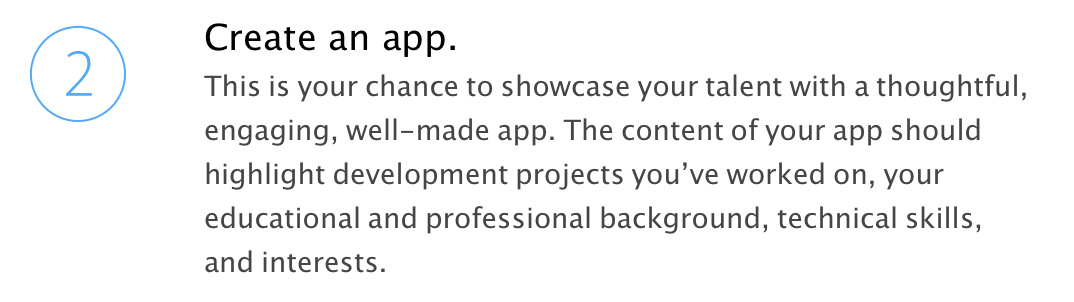 2
Create an app.
This is your chance to showcase your talent with a thoughtful,
engaging, well-made app. The content of your app should
highlight development projects you’ve worked on, your
educational and professional background, technical skills,
and interests.